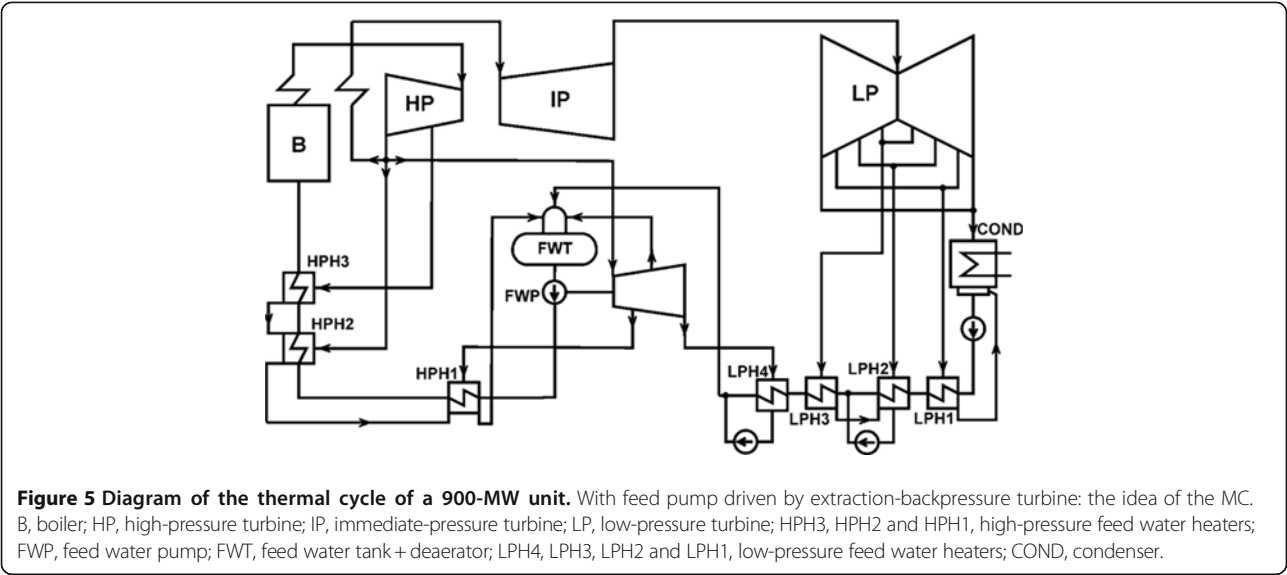 HP
IP
LP
B
COND
FWT
HPH3
FWP
HPH2
HPH1
LPH4
LPH2
LPH3
LPH1
Figure 5 Diagram of the thermal cycle of a 900-MW unit. With feed pump driven by extraction-backpressure turbine: the idea of the MC.
B, boiler; HP, high-pressure turbine; IP, immediate-pressure turbine; LP, low-pressure turbine; HPH3, HPH2 and HPH1, high-pressure feed water heaters;
FWP, feed water pump; FWT, feed water tank + deaerator; LPH4, LPH3, LPH2 and LPH1, low-pressure feed water heaters; COND, condenser.